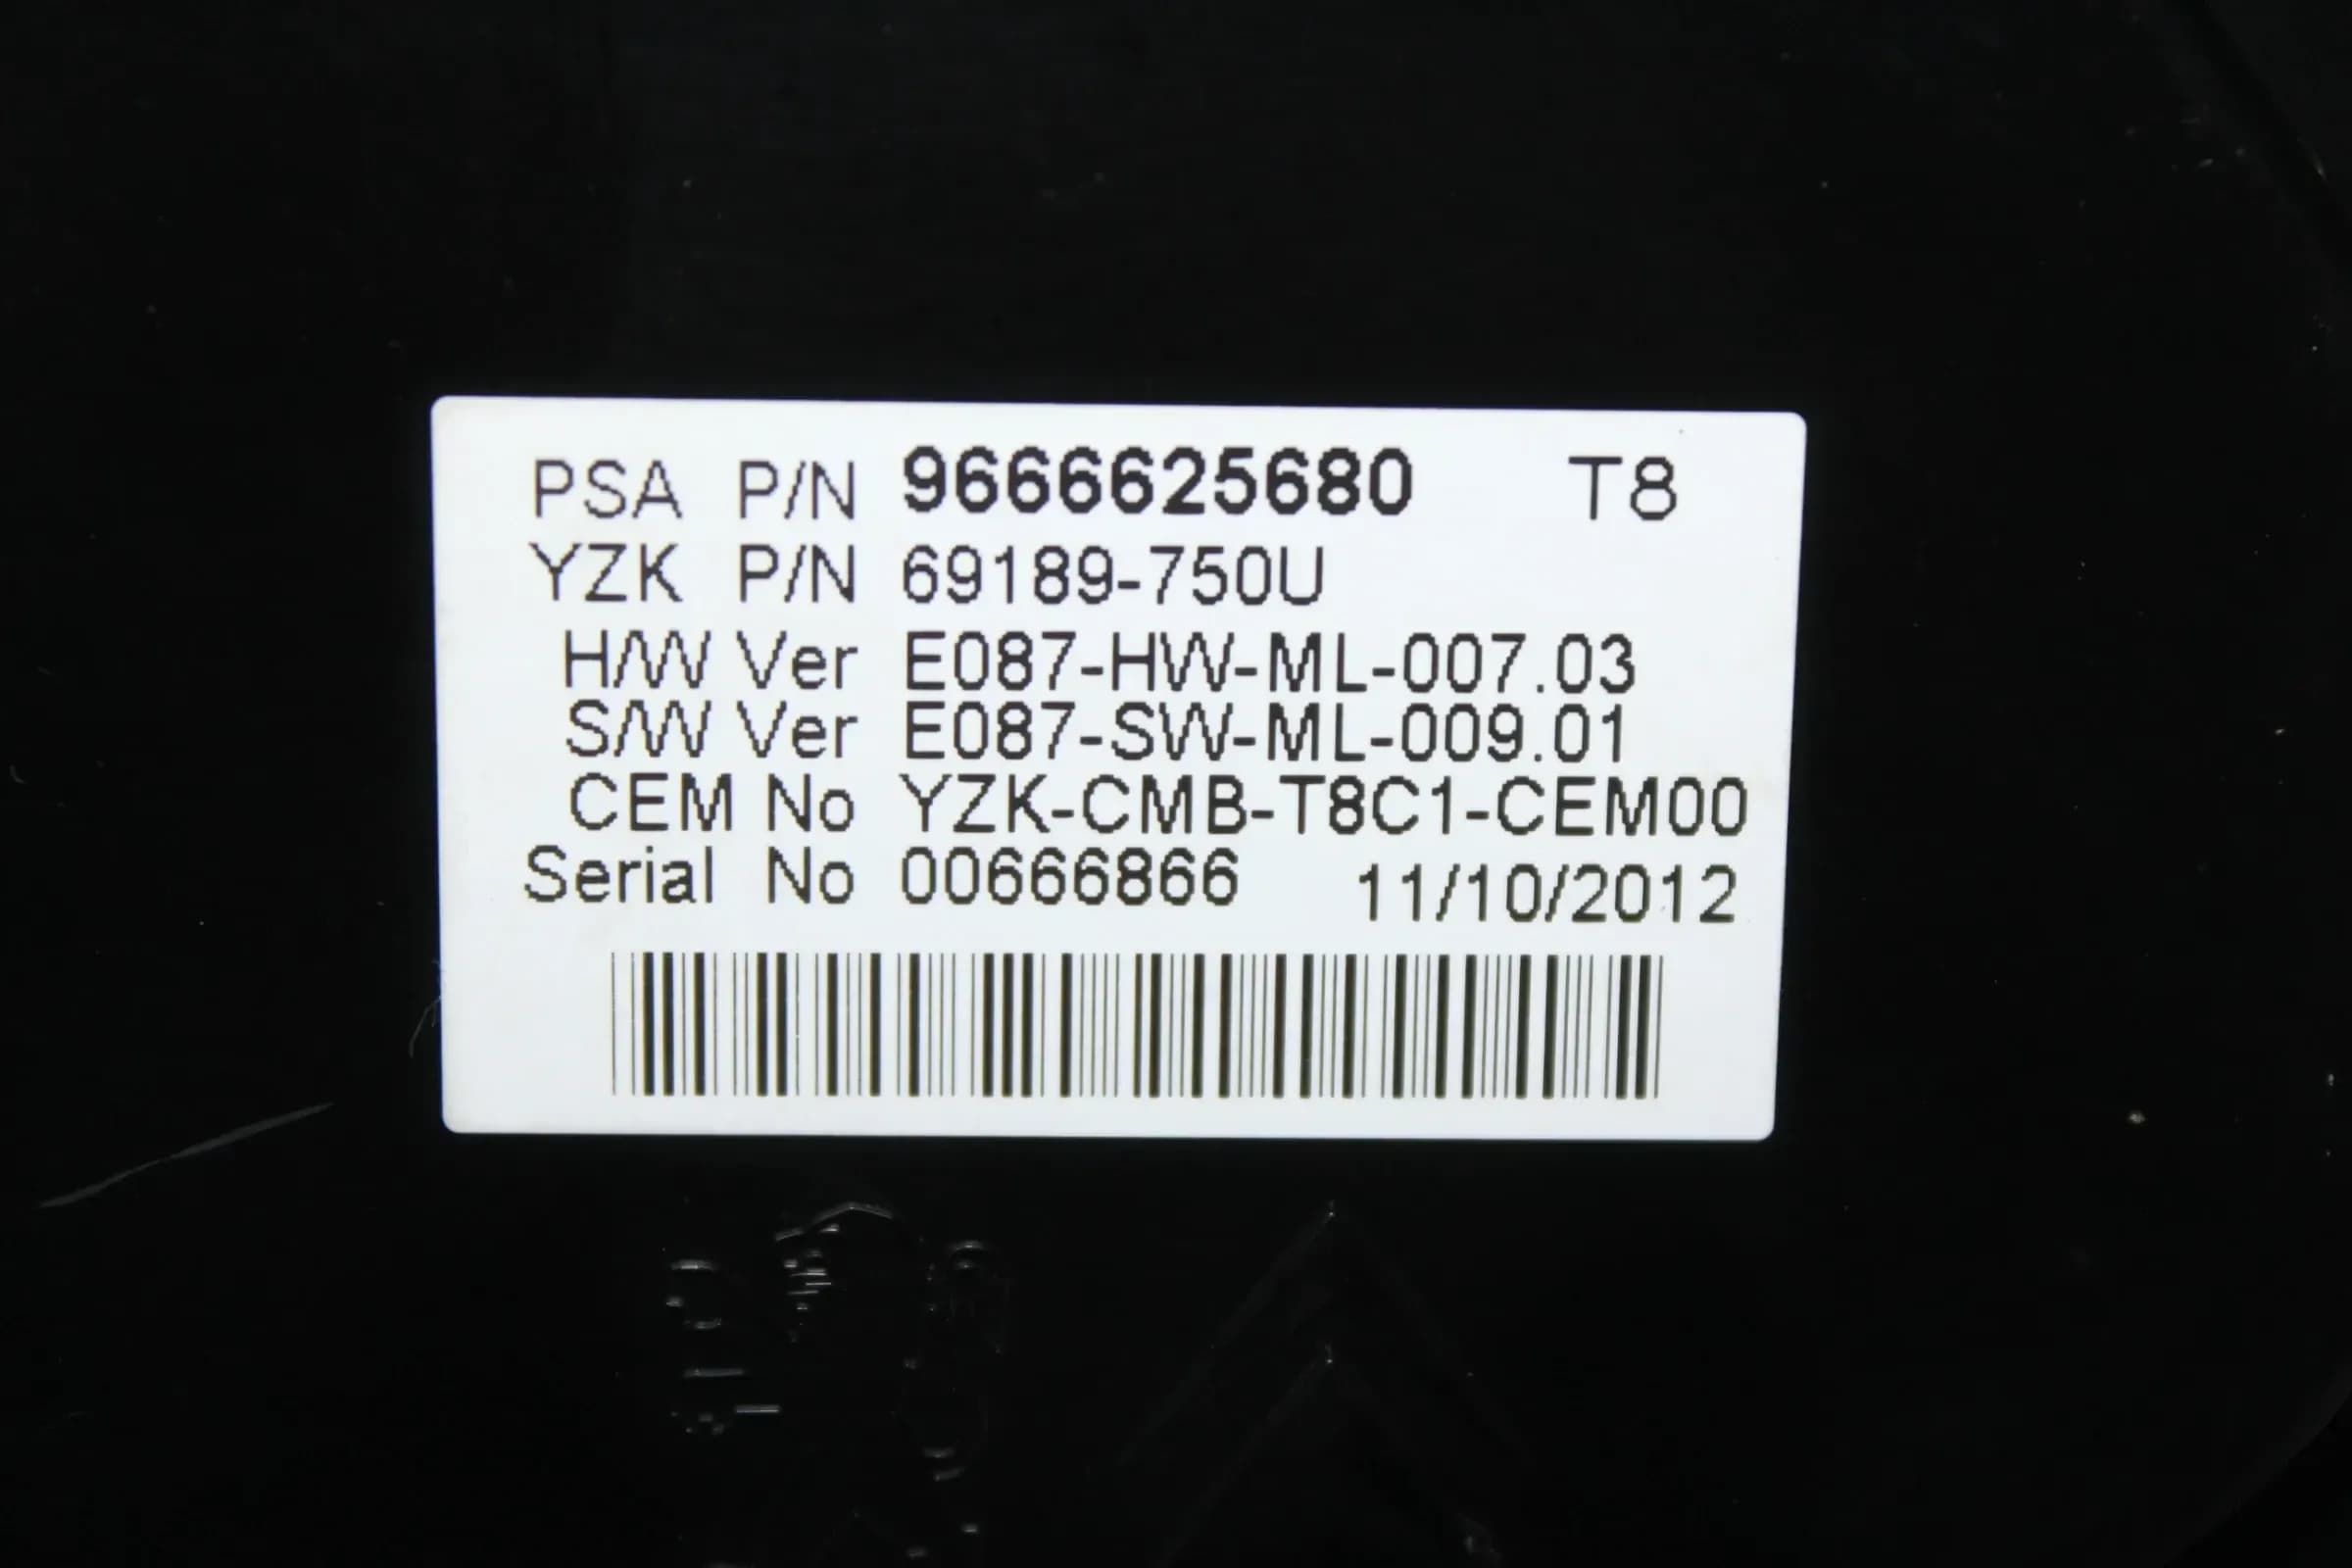 PSA P/N 9666625680 T8
YZK P/N 69189-750U
H/W Ver E087-HW-ML-007.03
S/W Ver E087-SW-ML-009.01
CEM No YZK-CMB-T8C1-CEM00
Serial No 00666866 11/10/2012